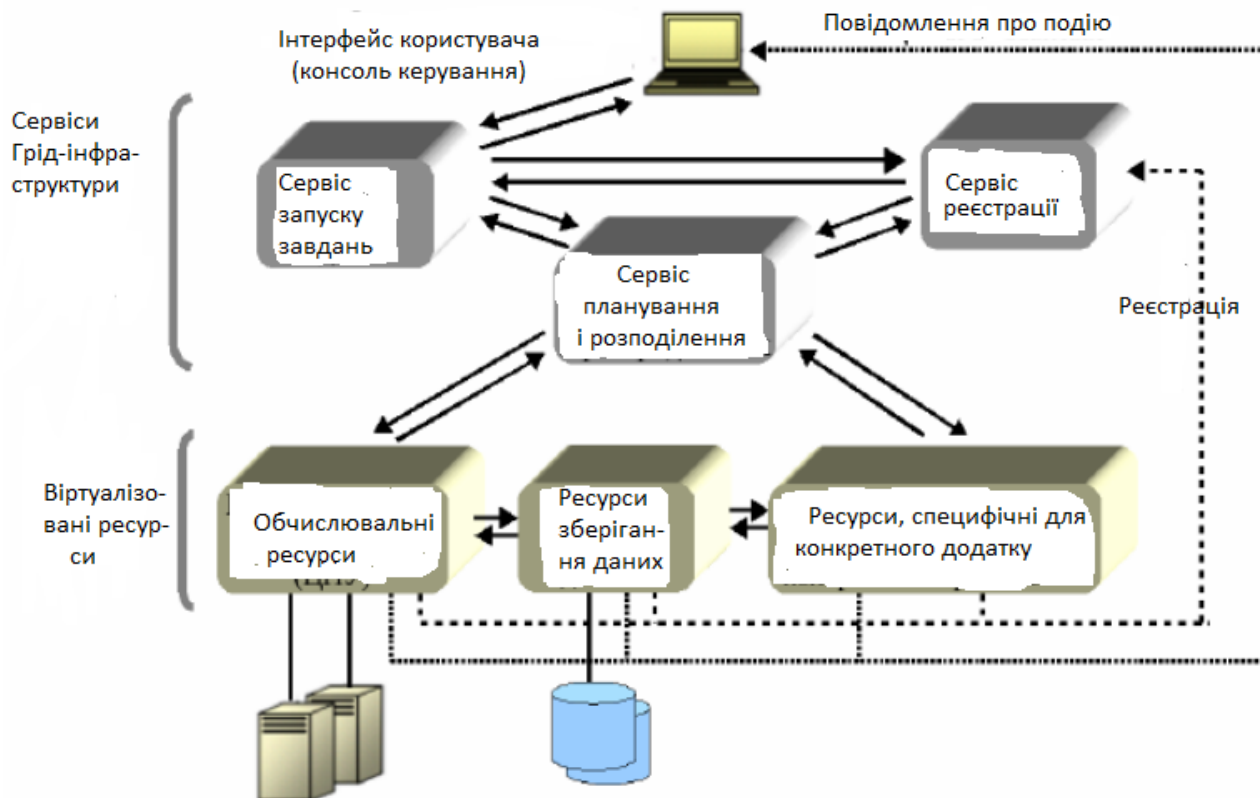 Повідомлення про подію
Інтерфейс користувача
(консоль керування)
Сервіси
Грід-інфра-
структури
Сервіс
запуску
завдань
Сервіс
реєстрації
Сервіс
планування
і розподілення
Реєстрація
Віртуалізо-
вані ресур-
си
Обчислювальні
ресурси
Ресурси
зберіган-
ня даних
Ресурси, специфічні для
конкретного додатку